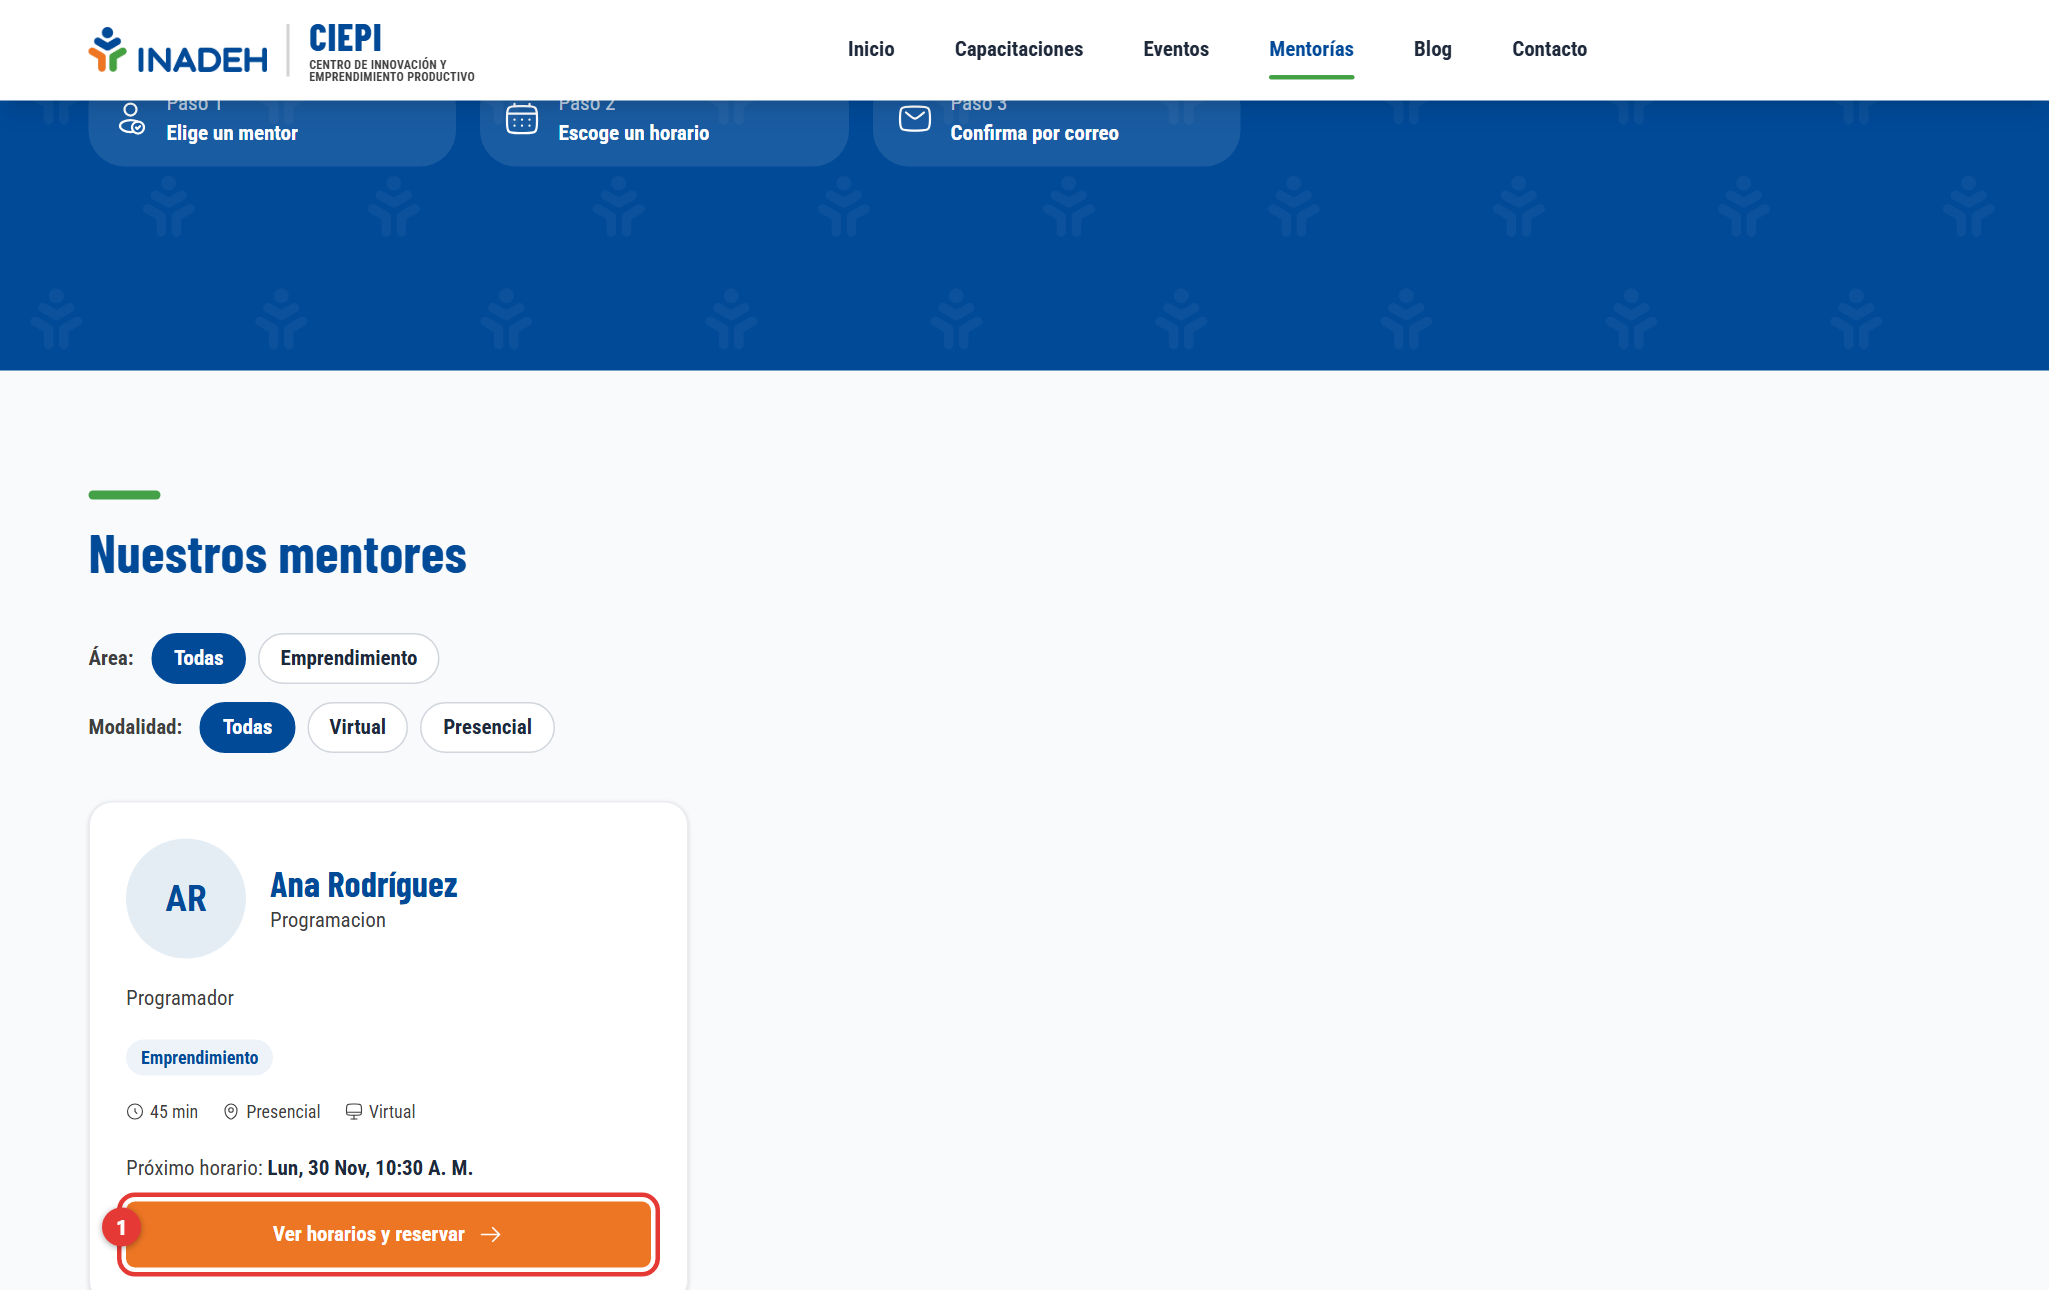 INADEH
CIEPI
CENTRO DE INNOVACIÓN Y
EMPRENDIMIENTO PRODUCTIVO
Inicio
Capacitaciones
Eventos
Mentorías
Blog
Contacto
Paso 1
Elige un mentor
Paso 2
Escoge un horario
Paso 3
Confirma por correo
Nuestros mentores
Área: Todas Emprendimiento
Modalidad: Todas Virtual Presencial
AR
Ana Rodríguez
Programacion
Programador
Emprendimiento
45 min Presencial Virtual
Próximo horario: Lun, 30 Nov, 10:30 A. M.
1
Ver horarios y reservar →